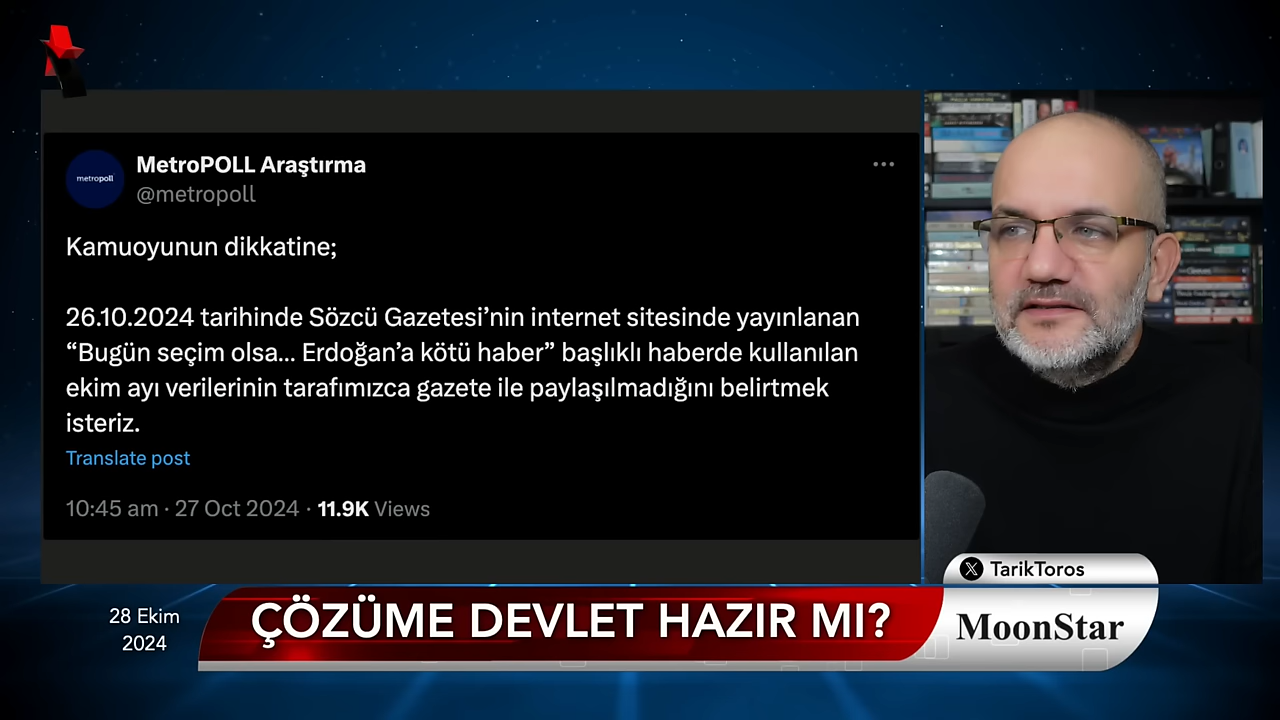 metropoll
MetroPOLL Araştırma
@metropoll
Kamuoyunun dikkatine;
26.10.2024 tarihinde Sözcü Gazetesi’nin internet sitesinde yayınlanan
“Bugün seçim olsa... Erdoğan’a kötü haber” başlıklı haberde kullanılan
ekim ayı verilerinin tarafımızca gazete ile paylaşılmadığını belirtmek
isteriz.
Translate post
10:45 am · 27 Oct 2024 · 11.9K Views
X TarikToros
28 Ekim
2024
ÇÖZÜME DEVLET HAZIR MI?
MoonStar